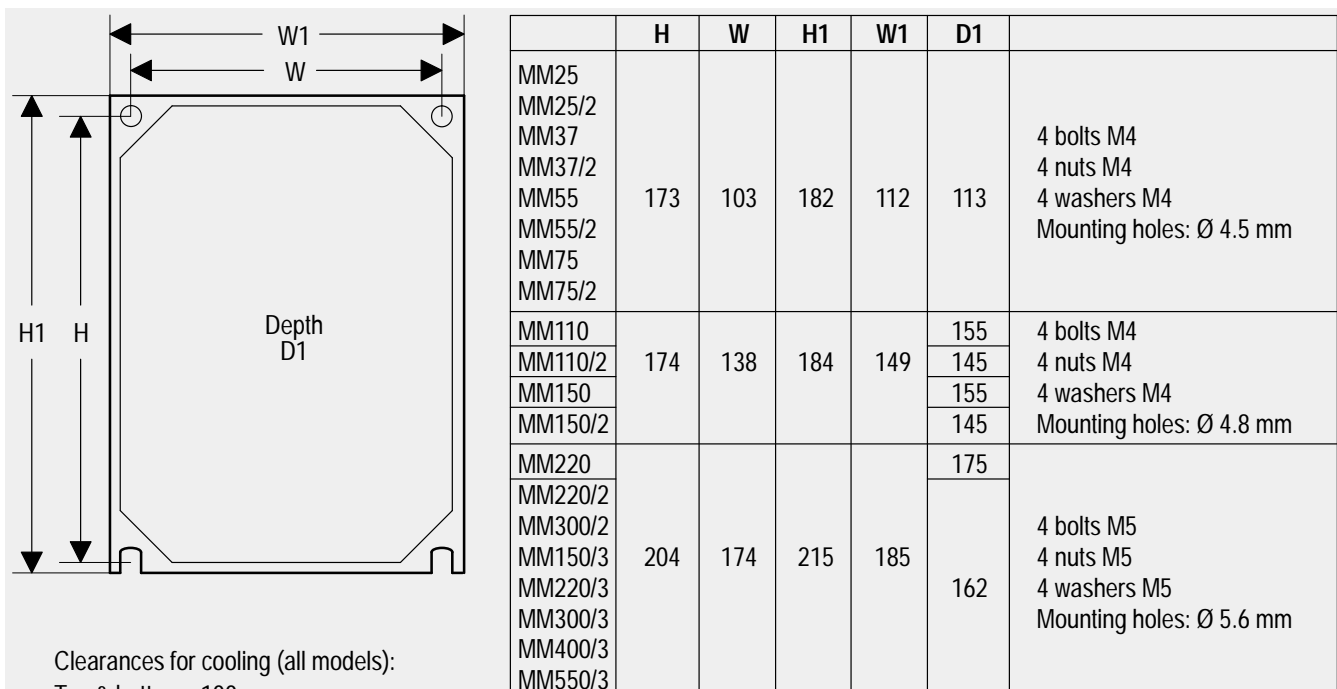 W1
W
H1
H
Depth
D1
Clearances for cooling (all models):
H W H1 W1 D1
MM25
MM25/2
MM37
MM37/2
MM55
MM55/2
MM75
MM75/2
173 103 182 112 113
4 bolts M4
4 nuts M4
4 washers M4
Mounting holes: Ø 4.5 mm
MM110
MM110/2
MM150
MM150/2
174 138 184 149
155
145
155
145
4 bolts M4
4 nuts M4
4 washers M4
Mounting holes: Ø 4.8 mm
MM220
MM220/2
MM300/2
MM150/3
MM220/3
MM300/3
MM400/3
MM550/3
204 174 215 185
175
162
4 bolts M5
4 nuts M5
4 washers M5
Mounting holes: Ø 5.6 mm